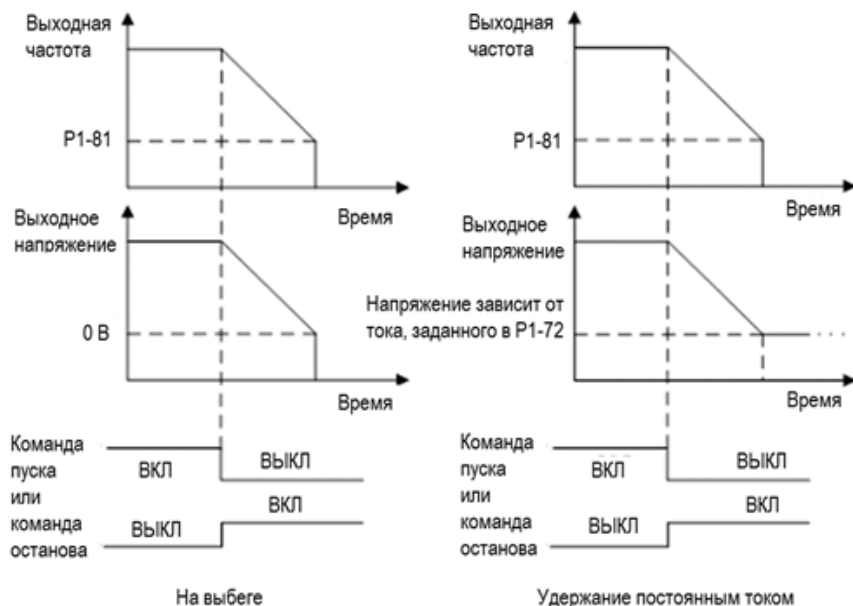 Выходная
частота
P1-81
Время
Выходное
напряжение
0 В
Время
Команда
пуска
или
команда
останова
ВКЛ
ВЫКЛ
ВЫКЛ
ВКЛ
На выбеге
Выходная
частота
P1-81
Время
Выходное
напряжение
Напряжение зависит от
тока, заданного в P1-72
Время
Команда
пуска
или
команда
останова
ВКЛ
ВЫКЛ
ВЫКЛ
ВКЛ
Удержание постоянным током